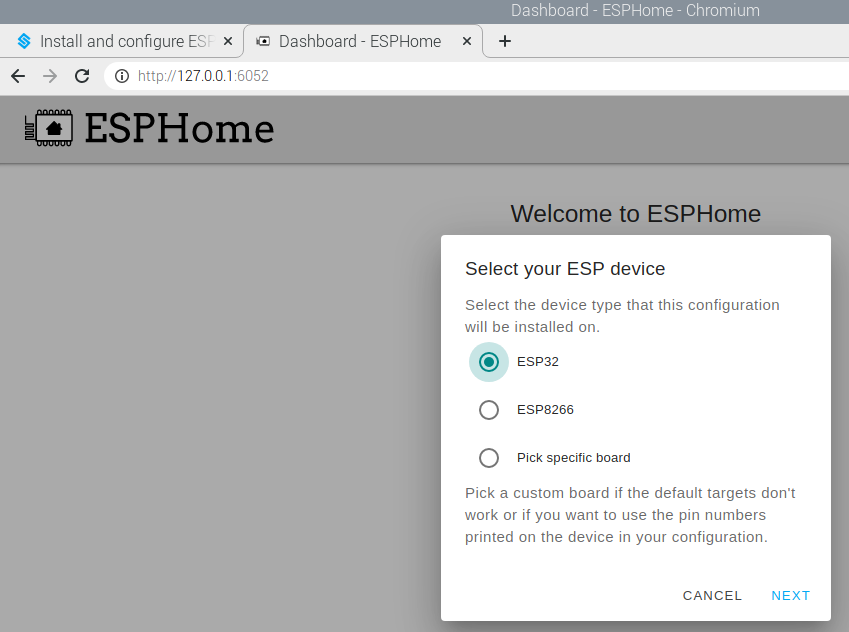 Dashboard - ESPHome - Chromium
Install and configure ESP
Dashboard - ESPHome
http://127.0.0.1:6052
ESPHome
Welcome to ESPHome
Select your ESP device
Select the device type that this configuration
will be installed on.
ESP32
ESP8266
Pick specific board
Pick a custom board if the default targets don't
work or if you want to use the pin numbers
printed on the device in your configuration.
CANCEL NEXT